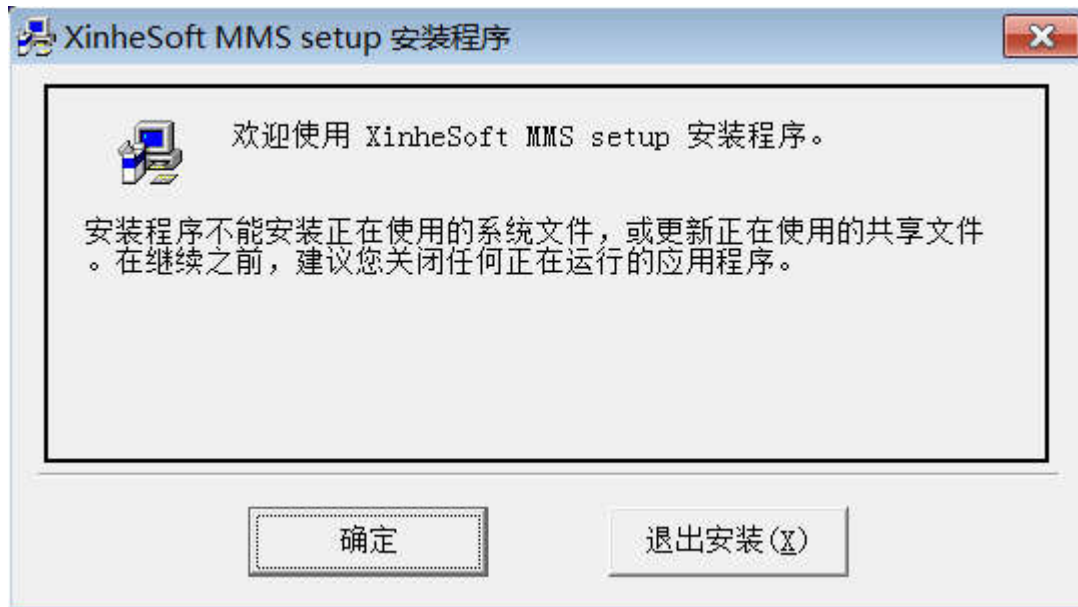 XinheSoft MMS setup 安装程序
欢迎使用 XinheSoft MMS setup 安装程序。
安装程序不能安装正在使用的系统文件，或更新正在使用的共享文件
。在继续之前，建议您关闭任何正在运行的应用程序。
确定
退出安装(X)